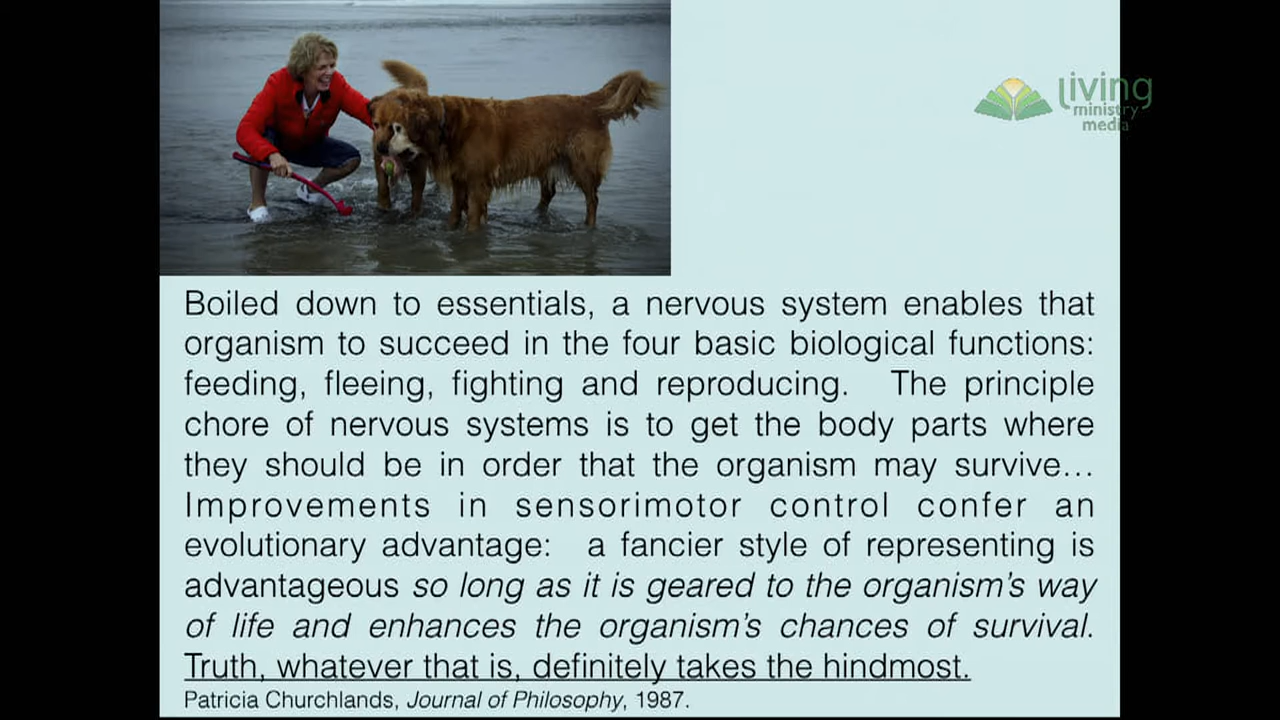 living
ministry
media
Boiled down to essentials, a nervous system enables that
organism to succeed in the four basic biological functions:
feeding, fleeing, fighting and reproducing. The principle
chore of nervous systems is to get the body parts where
they should be in order that the organism may survive…
Improvements in sensorimotor control confer an
evolutionary advantage: a fancier style of representing is
advantageous so long as it is geared to the organism's way
of life and enhances the organism's chances of survival.
Truth, whatever that is, definitely takes the hindmost.
Patricia Churchlands, Journal of Philosophy, 1987.